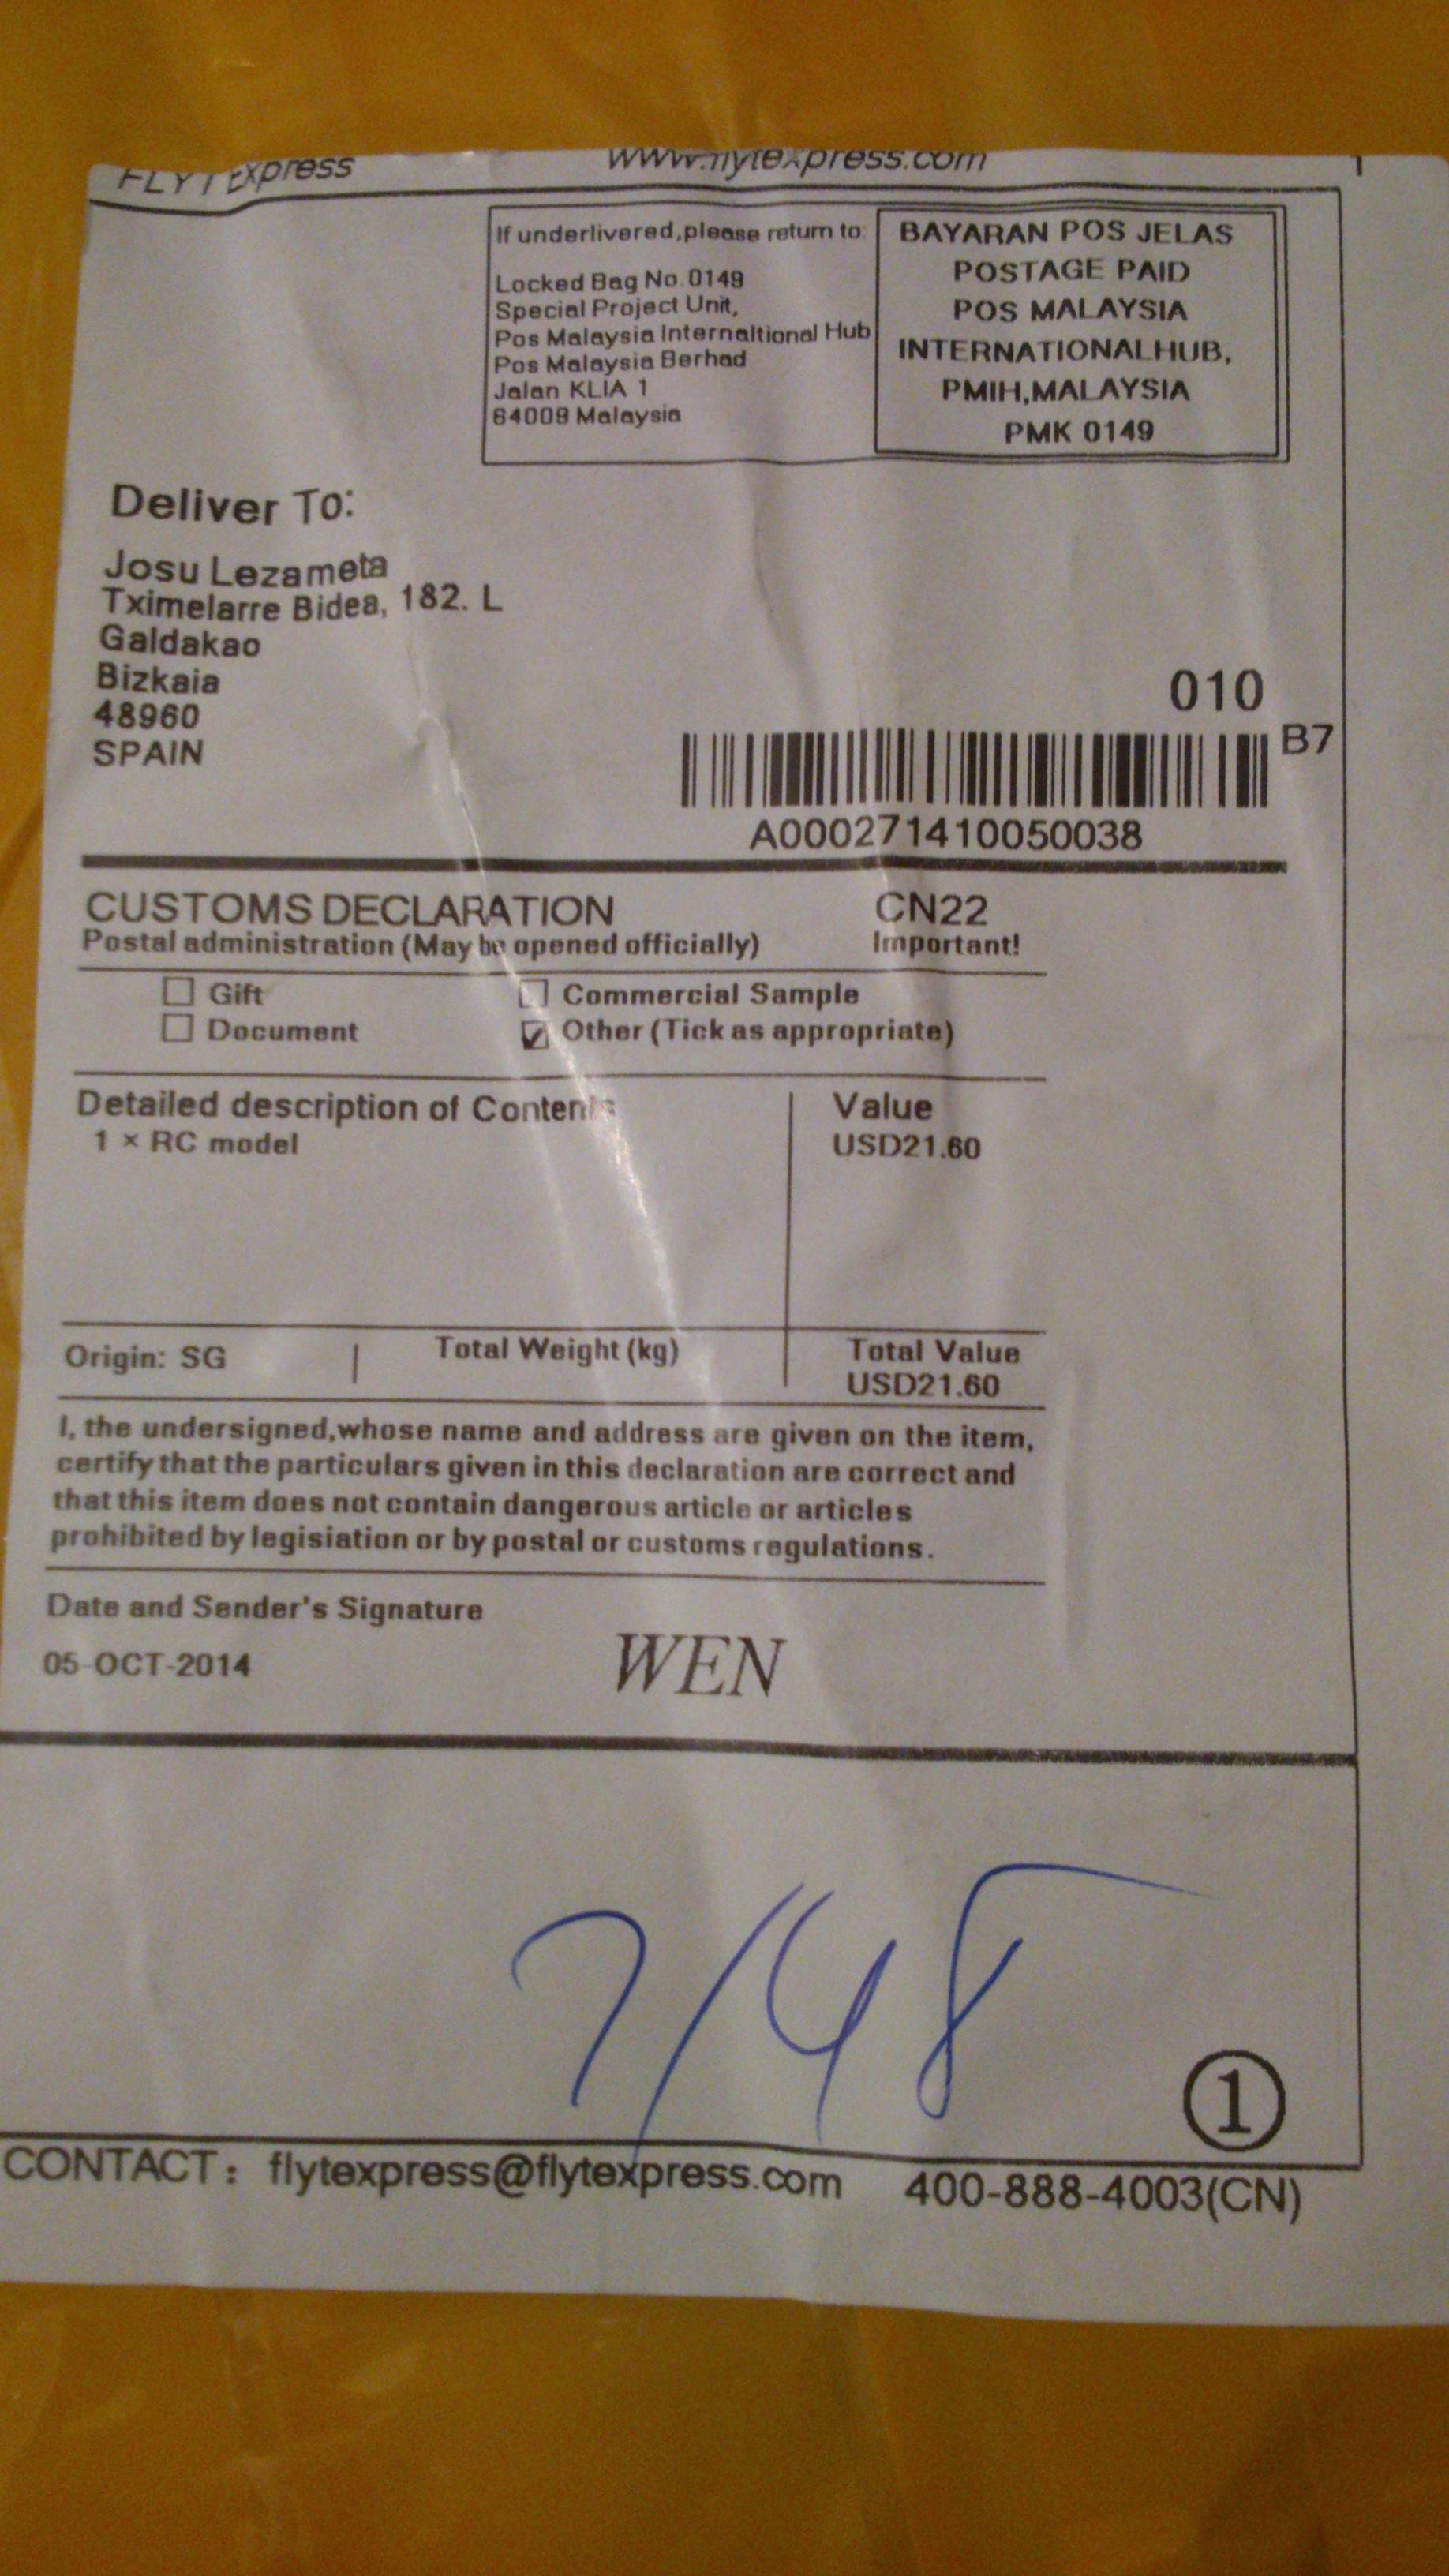 FLYT Express
www.flytexpress.com
If underlivered,please return to:
Locked Bag No.0149
Special Project Unit,
Pos Malaysia Internaltional Hub
Pos Malaysia Berhad
Jalan KLIA 1
64009 Malaysia
BAYARAN POS JELAS
POSTAGE PAID
POS MALAYSIA
INTERNATIONALHUB,
PMIH,MALAYSIA
PMK 0149
Deliver To:
Josu Lezameta
Tximelarre Bidea, 182. L
Galdakao
Bizkaia
48960
SPAIN
010
B7
A000271410050038
CUSTOMS DECLARATION
CN22
Postal administration (May be opened officially)
Important!
Gift
Commercial Sample
Document
Other (Tick as appropriate)
Detailed description of Contents
Value
1 × RC model
USD21.60
Origin: SG
Total Weight (kg)
Total Value
USD21.60
I, the undersigned,whose name and address are given on the item,
certify that the particulars given in this declaration are correct and
that this item does not contain dangerous article or articles
prohibited by legisiation or by postal or customs regulations.
Date and Sender's Signature
05-OCT-2014
WEN
7/48
1
CONTACT: flytexpress@flytexpress.com 400-888-4003(CN)